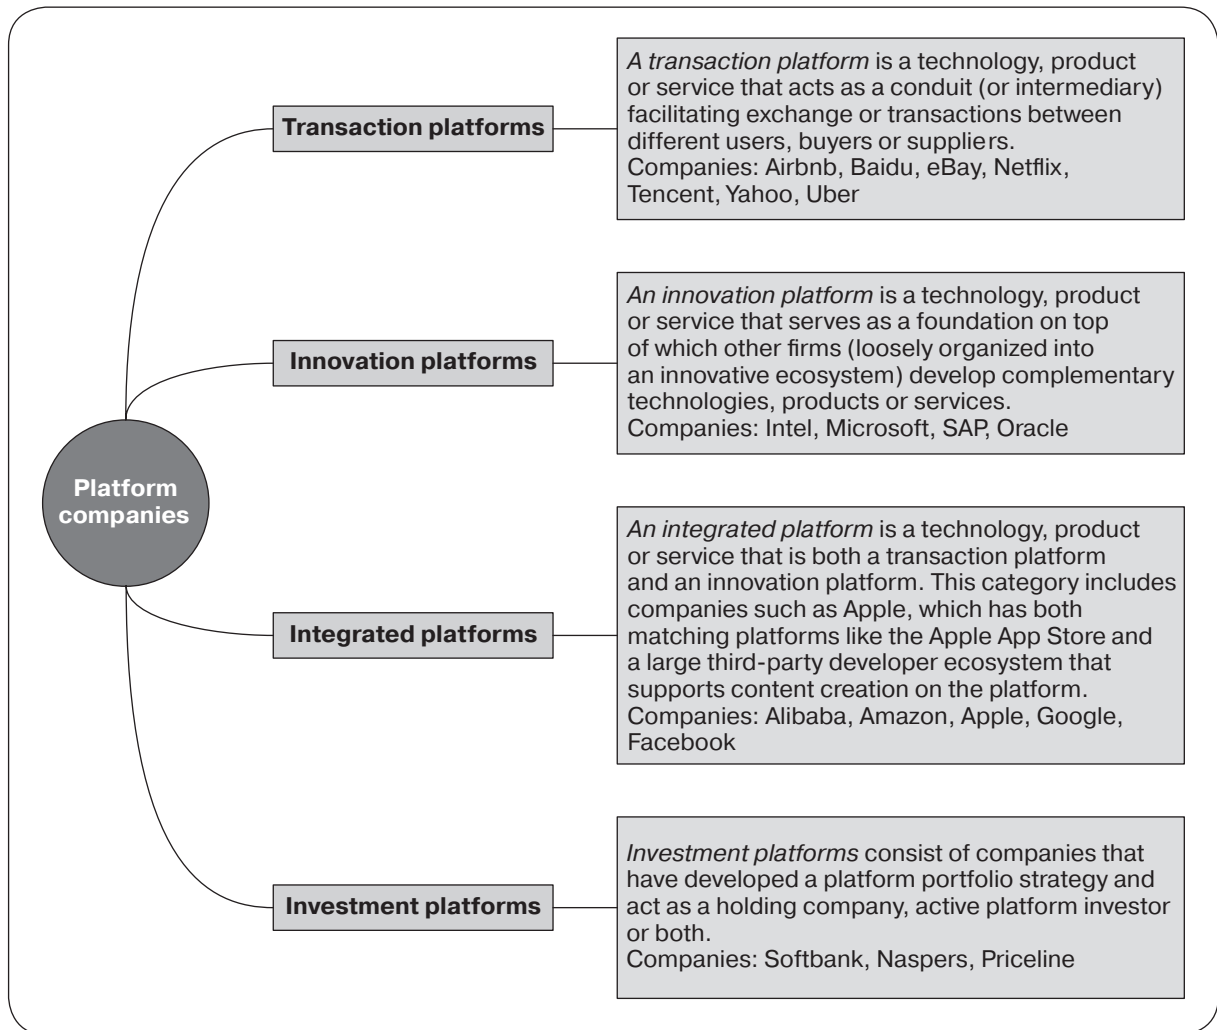 Platform
companies
Transaction platforms
A transaction platform is a technology, product
or service that acts as a conduit (or intermediary)
facilitating exchange or transactions between
different users, buyers or suppliers.
Companies: Airbnb, Baidu, eBay, Netflix,
Tencent, Yahoo, Uber
Innovation platforms
An innovation platform is a technology, product
or service that serves as a foundation on top
of which other firms (loosely organized into
an innovative ecosystem) develop complementary
technologies, products or services.
Companies: Intel, Microsoft, SAP, Oracle
Integrated platforms
An integrated platform is a technology, product
or service that is both a transaction platform
and an innovation platform. This category includes
companies such as Apple, which has both
matching platforms like the Apple App Store and
a large third-party developer ecosystem that
supports content creation on the platform.
Companies: Alibaba, Amazon, Apple, Google,
Facebook
Investment platforms
Investment platforms consist of companies that
have developed a platform portfolio strategy and
act as a holding company, active platform investor
or both.
Companies: Softbank, Naspers, Priceline